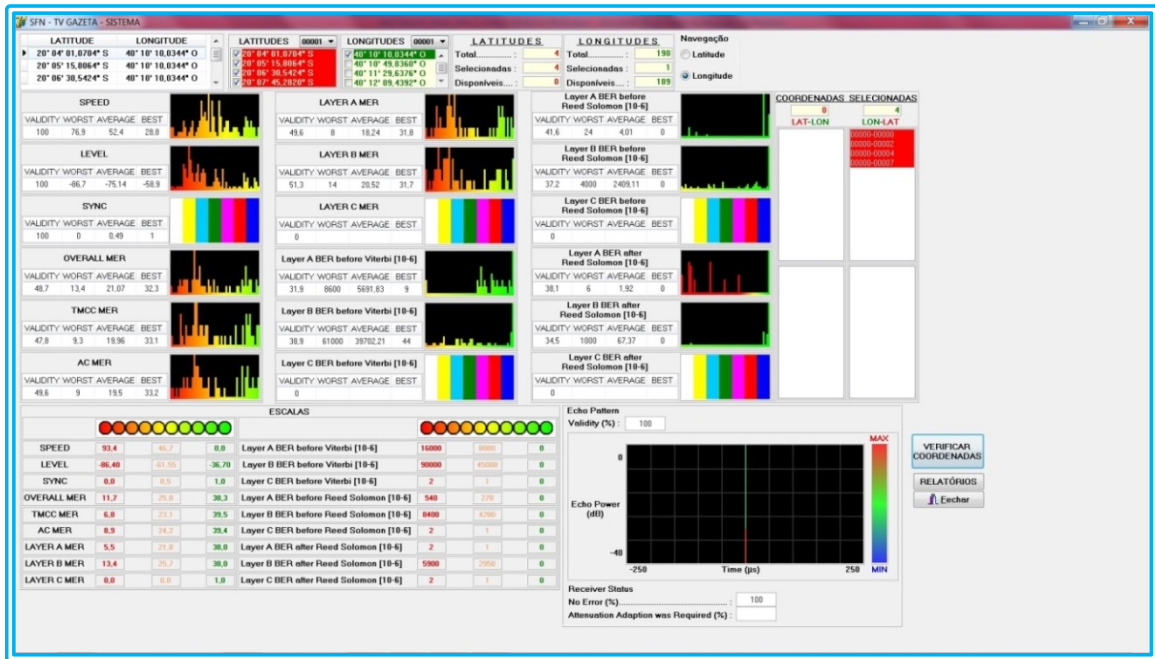 SFN - TV GAZETA - SISTEMA
LATITUDE LONGITUDE
20° 04' 01,0704" S 40° 10' 10,0344" O
20° 05' 15,8064" S 40° 10' 10,0344" O
20° 06' 30,5424" S 40° 10' 10,0344" O
LATITUDES 00001
20° 04' 01,0704" S
20° 05' 15,8064" S
20° 06' 30,5424" S
20° 07' 45,2820" S
LONGITUDES 00001
40° 10' 10,0344" O
40° 10' 49,8360" O
40° 11' 29,6376" O
40° 12' 09,4392" O
LATITUDES
Total : 4
Selecionadas : 4
Disponíveis.... : 0
LONGITUDES
Total : 190
Selecionadas : 1
Disponíveis.... : 189
Navegação
Latitude
Longitude
SPEED
VALIDITY WORST AVERAGE BEST
100 76,9 52,4 28,8
LEVEL
VALIDITY WORST AVERAGE BEST
100 -86,7 -75,14 -58,9
SYNC
VALIDITY WORST AVERAGE BEST
100 0 0,49 1
OVERALL MER
VALIDITY WORST AVERAGE BEST
48,7 13,4 21,07 32,3
TMCC MER
VALIDITY WORST AVERAGE BEST
47,8 9,3 19,96 33,1
AC MER
VALIDITY WORST AVERAGE BEST
49,6 9 19,5 33,2
LAYER A MER
VALIDITY WORST AVERAGE BEST
49,6 8 18,24 31,8
LAYER B MER
VALIDITY WORST AVERAGE BEST
51,3 14 20,52 31,7
LAYER C MER
VALIDITY WORST AVERAGE BEST
0
Layer A BER before Viterbi [10-6]
VALIDITY WORST AVERAGE BEST
31,9 8600 5691,83 9
Layer B BER before Viterbi [10-6]
VALIDITY WORST AVERAGE BEST
38,9 61000 39702,21 44
Layer C BER before Viterbi [10-6]
VALIDITY WORST AVERAGE BEST
0
Layer A BER before
Reed Solomon [10-6]
VALIDITY WORST AVERAGE BEST
41,6 24 4,01 0
Layer B BER before
Reed Solomon [10-6]
VALIDITY WORST AVERAGE BEST
37,2 4000 2409,11 0
Layer C BER before
Reed Solomon [10-6]
VALIDITY WORST AVERAGE BEST
0
Layer A BER after
Reed Solomon [10-6]
VALIDITY WORST AVERAGE BEST
38,1 6 1,92 0
Layer B BER after
Reed Solomon [10-6]
VALIDITY WORST AVERAGE BEST
34,5 1000 67,37 0
Layer C BER after
Reed Solomon [10-6]
VALIDITY WORST AVERAGE BEST
0
COORDENADAS SELECIONADAS
0 4
LAT-LON LON-LAT
00000-00000
00000-00002
00000-00004
00000-00007
ESCALAS
SPEED 93,4 46,7 0,0 Layer A BER before Viterbi [10-6] 16000 8000 0
LEVEL -86,40 -61,55 -36,70 Layer B BER before Viterbi [10-6] 90000 45000 0
SYNC 0,0 0,5 1,0 Layer C BER before Viterbi [10-6] 2 1 0
OVERALL MER 11,7 25,0 38,3 Layer A BER before Reed Solomon [10-6] 540 270 0
TMCC MER 6,8 23,1 39,5 Layer B BER before Reed Solomon [10-6] 8400 4200 0
AC MER 8,9 24,2 39,4 Layer C BER before Reed Solomon [10-6] 2 1 0
LAYER A MER 5,5 21,8 38,0 Layer A BER after Reed Solomon [10-6] 2 1 0
LAYER B MER 13,4 25,7 38,0 Layer B BER after Reed Solomon [10-6] 5900 2950 0
LAYER C MER 0,0 0,0 1,0 Layer C BER after Reed Solomon [10-6] 2 1 0
Echo Pattern
Validity (%) : 100
MAX
0
Echo Power
(dB)
-40
-250 Time (µs) 250 MIN
Receiver Status
No Error (%) : 100
Attenuation Adaption was Required (%) :
VERIFICAR
COORDENADAS
RELATÓRIOS
Fechar